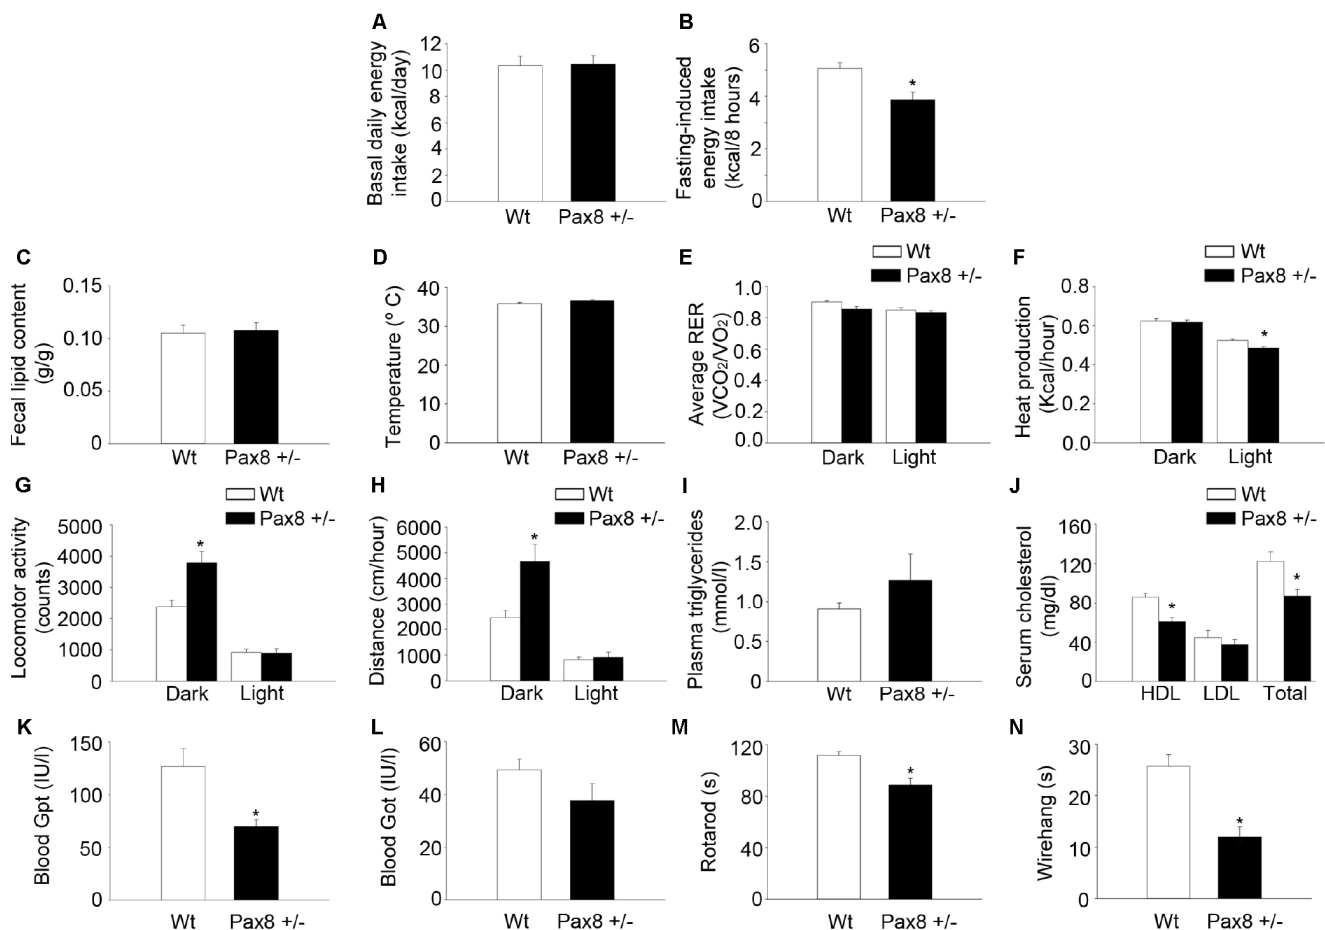 A
Basal daily energy
intake (kcal/day)
12
10
8
6
4
2
0
Wt
Pax8 +/-
B
Fasting-induced
energy intake
(kcal/8 hours)
6
4
2
0
*
Wt
Pax8 +/-
C
Fecal lipid content
(g/g)
0.15
0.10
0.05
0
Wt
Pax8 +/-
D
Temperature (° C)
40
30
20
10
0
Wt
Pax8 +/-
E
Wt
Pax8 +/-
Average RER
(VCO2/VO2)
1.0
0.8
0.6
0.4
0.2
0.0
Dark
Light
F
Wt
Pax8 +/-
Heat production
(Kcal/hour)
0.8
0.6
0.4
0.2
0.0
*
Dark
Light
G
Wt
Pax8 +/-
Locomotor activity
(counts)
5000
4000
3000
2000
1000
0
*
Dark
Light
H
Wt
Pax8 +/-
Distance (cm/hour)
6000
5000
4000
3000
2000
1000
0
*
Dark
Light
I
Plasma triglycerides
(mmol/l)
2.0
1.5
1.0
0.5
0
Wt
Pax8 +/-
J
Wt
Pax8 +/-
Serum cholesterol
(mg/dl)
160
120
80
40
0
*
*
HDL
LDL
Total
K
Blood Gpt (IU/l)
150
100
50
0
*
Wt
Pax8 +/-
L
Blood Got (IU/l)
60
40
20
0
Wt
Pax8 +/-
M
Rotarod (s)
120
80
40
0
*
Wt
Pax8 +/-
N
Wirehang (s)
30
20
10
0
*
Wt
Pax8 +/-